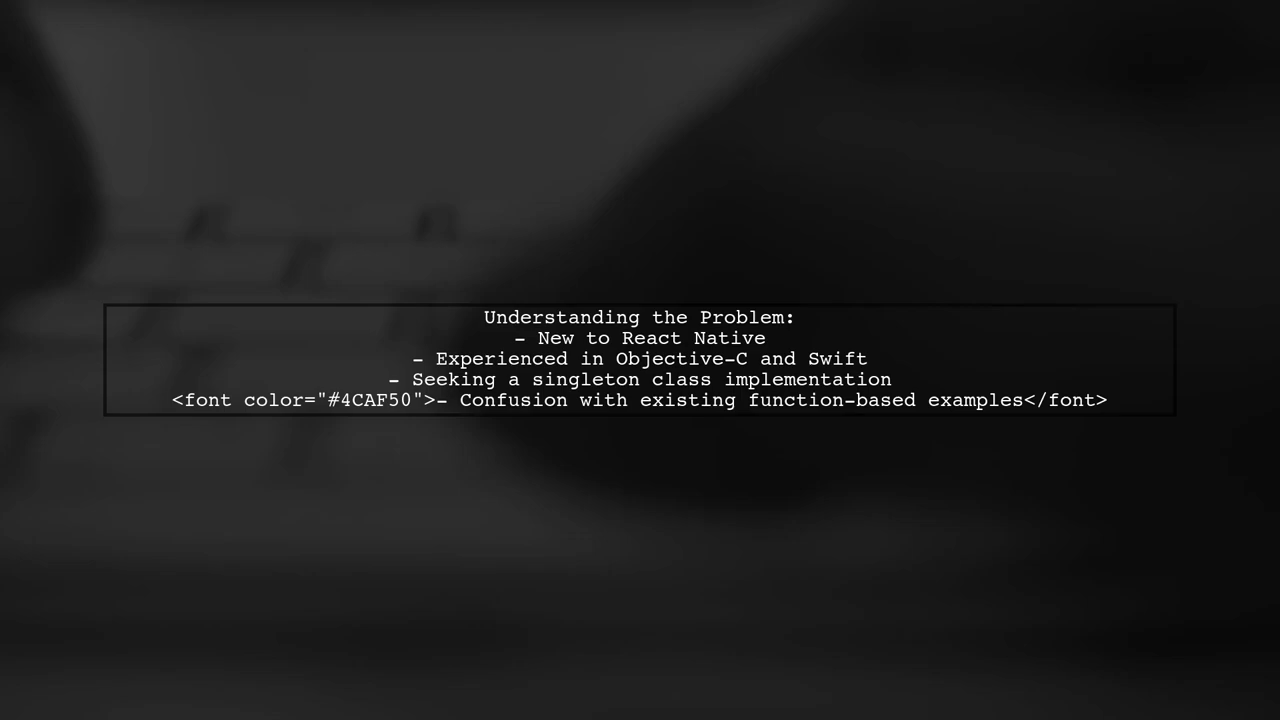 Understanding the Problem:
- New to React Native
- Experienced in Objective-C and Swift
- Seeking a singleton class implementation
<font color="#4CAF50">- Confusion with existing function-based examples</font>